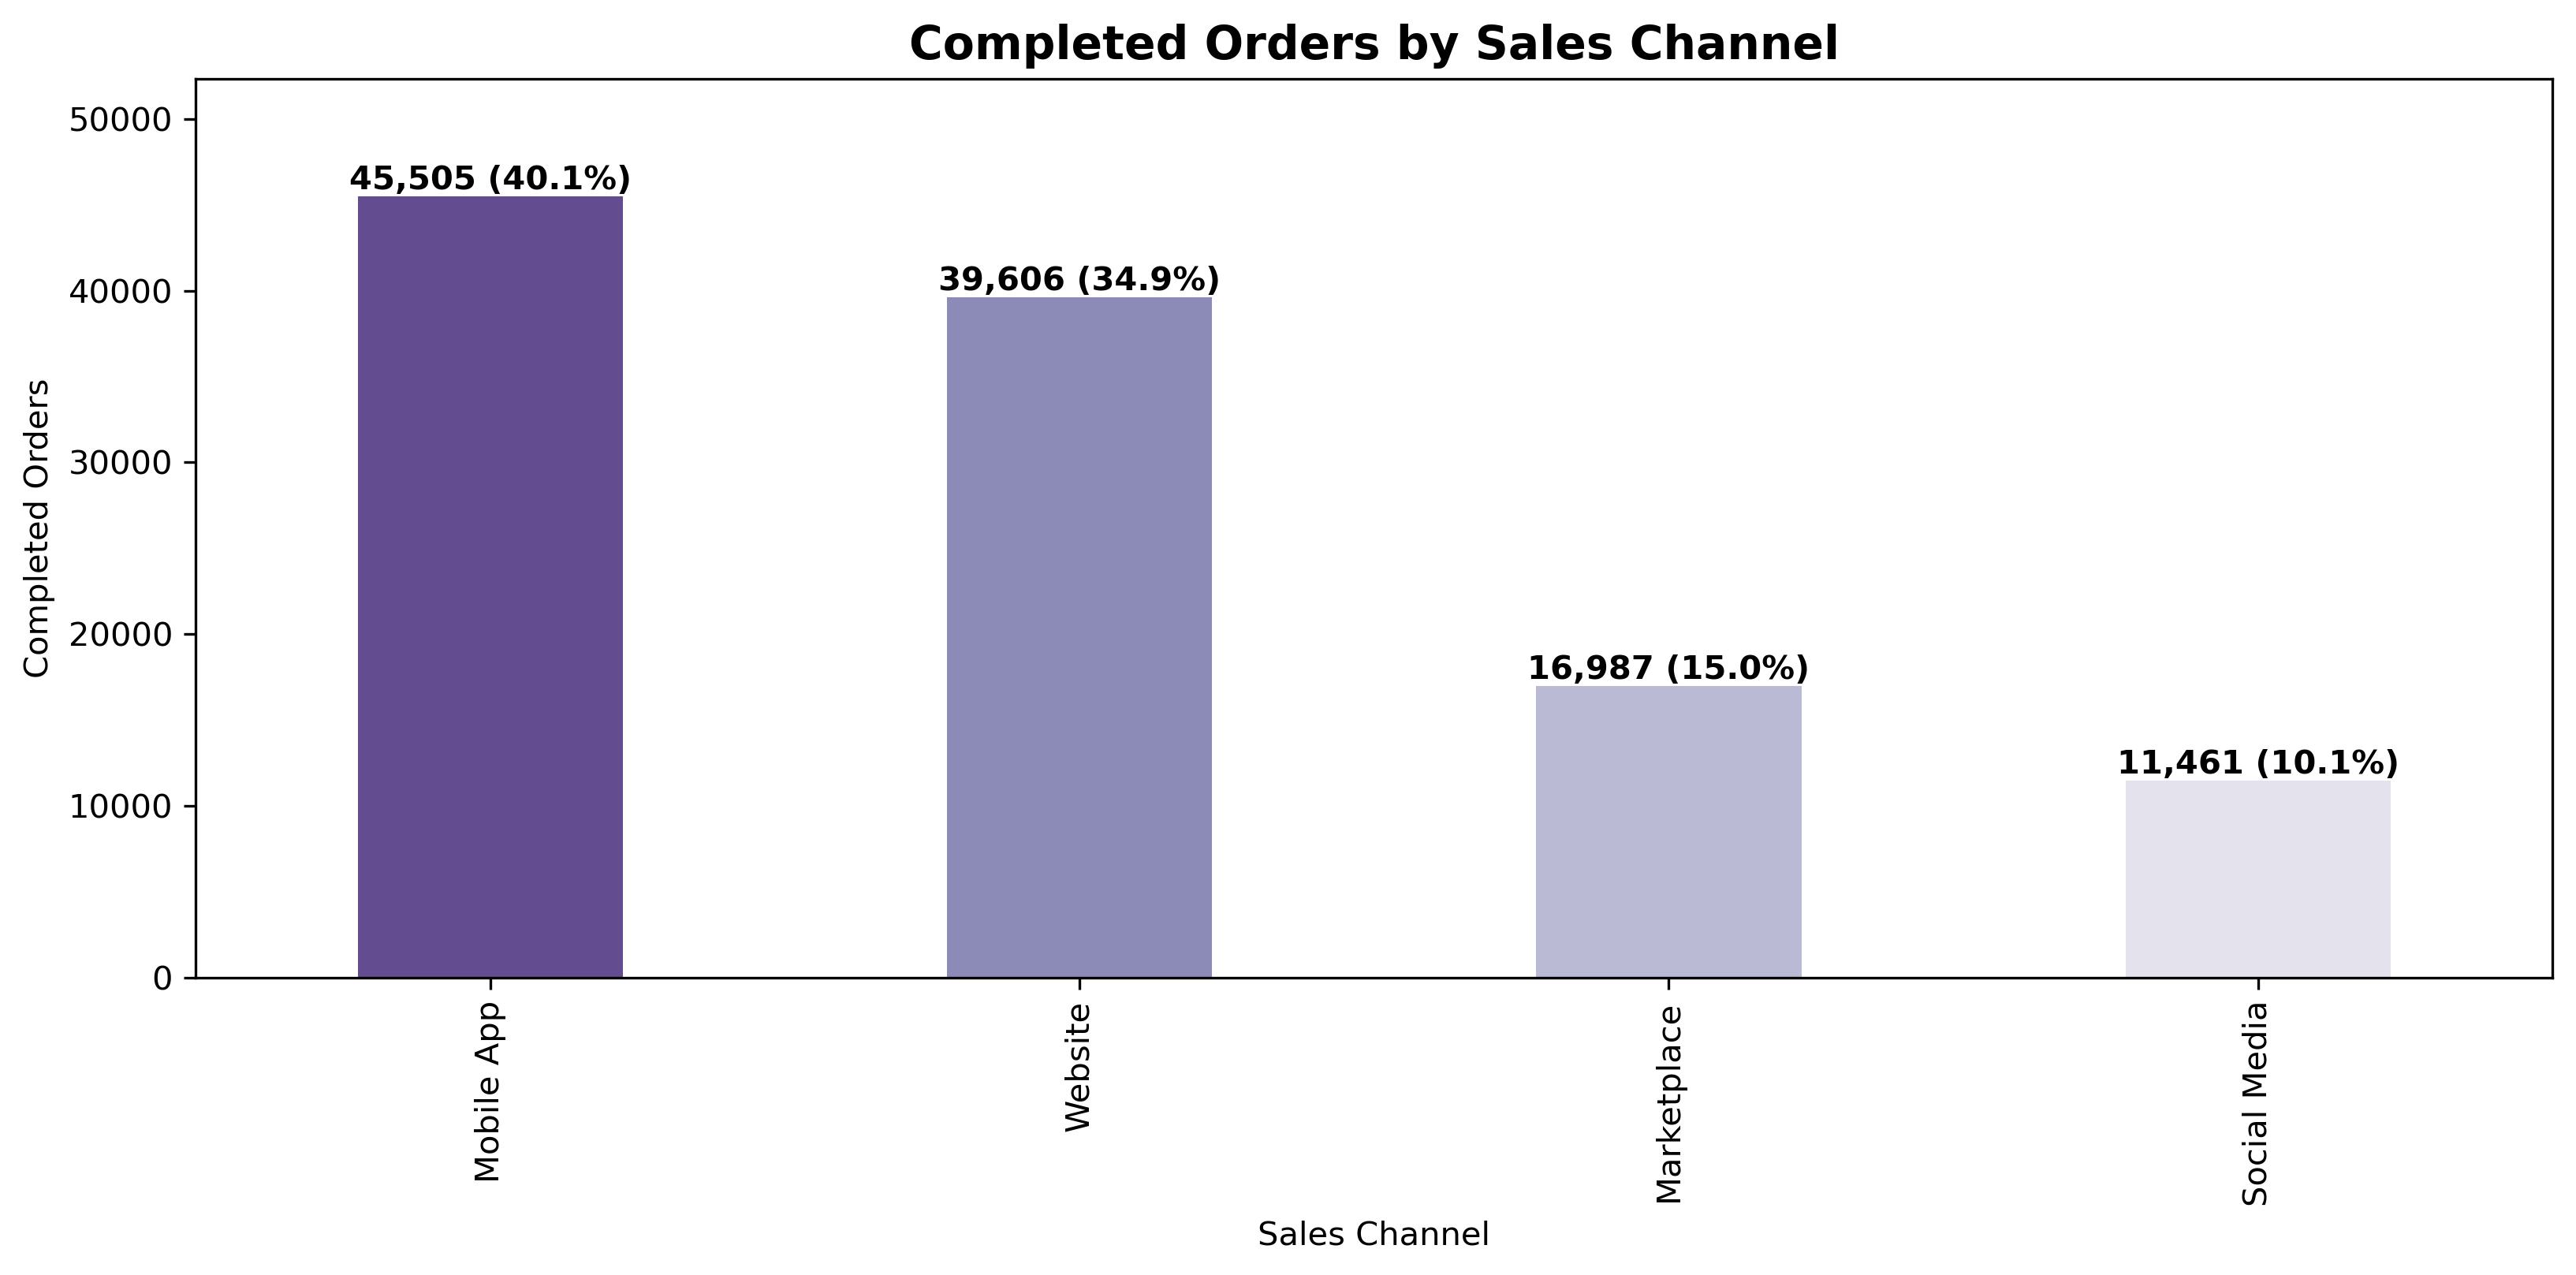 Completed Orders by Sales Channel
Completed Orders
50000
40000
30000
20000
10000
0
45,505 (40.1%)
39,606 (34.9%)
16,987 (15.0%)
11,461 (10.1%)
Mobile App
Website
Marketplace
Social Media
Sales Channel